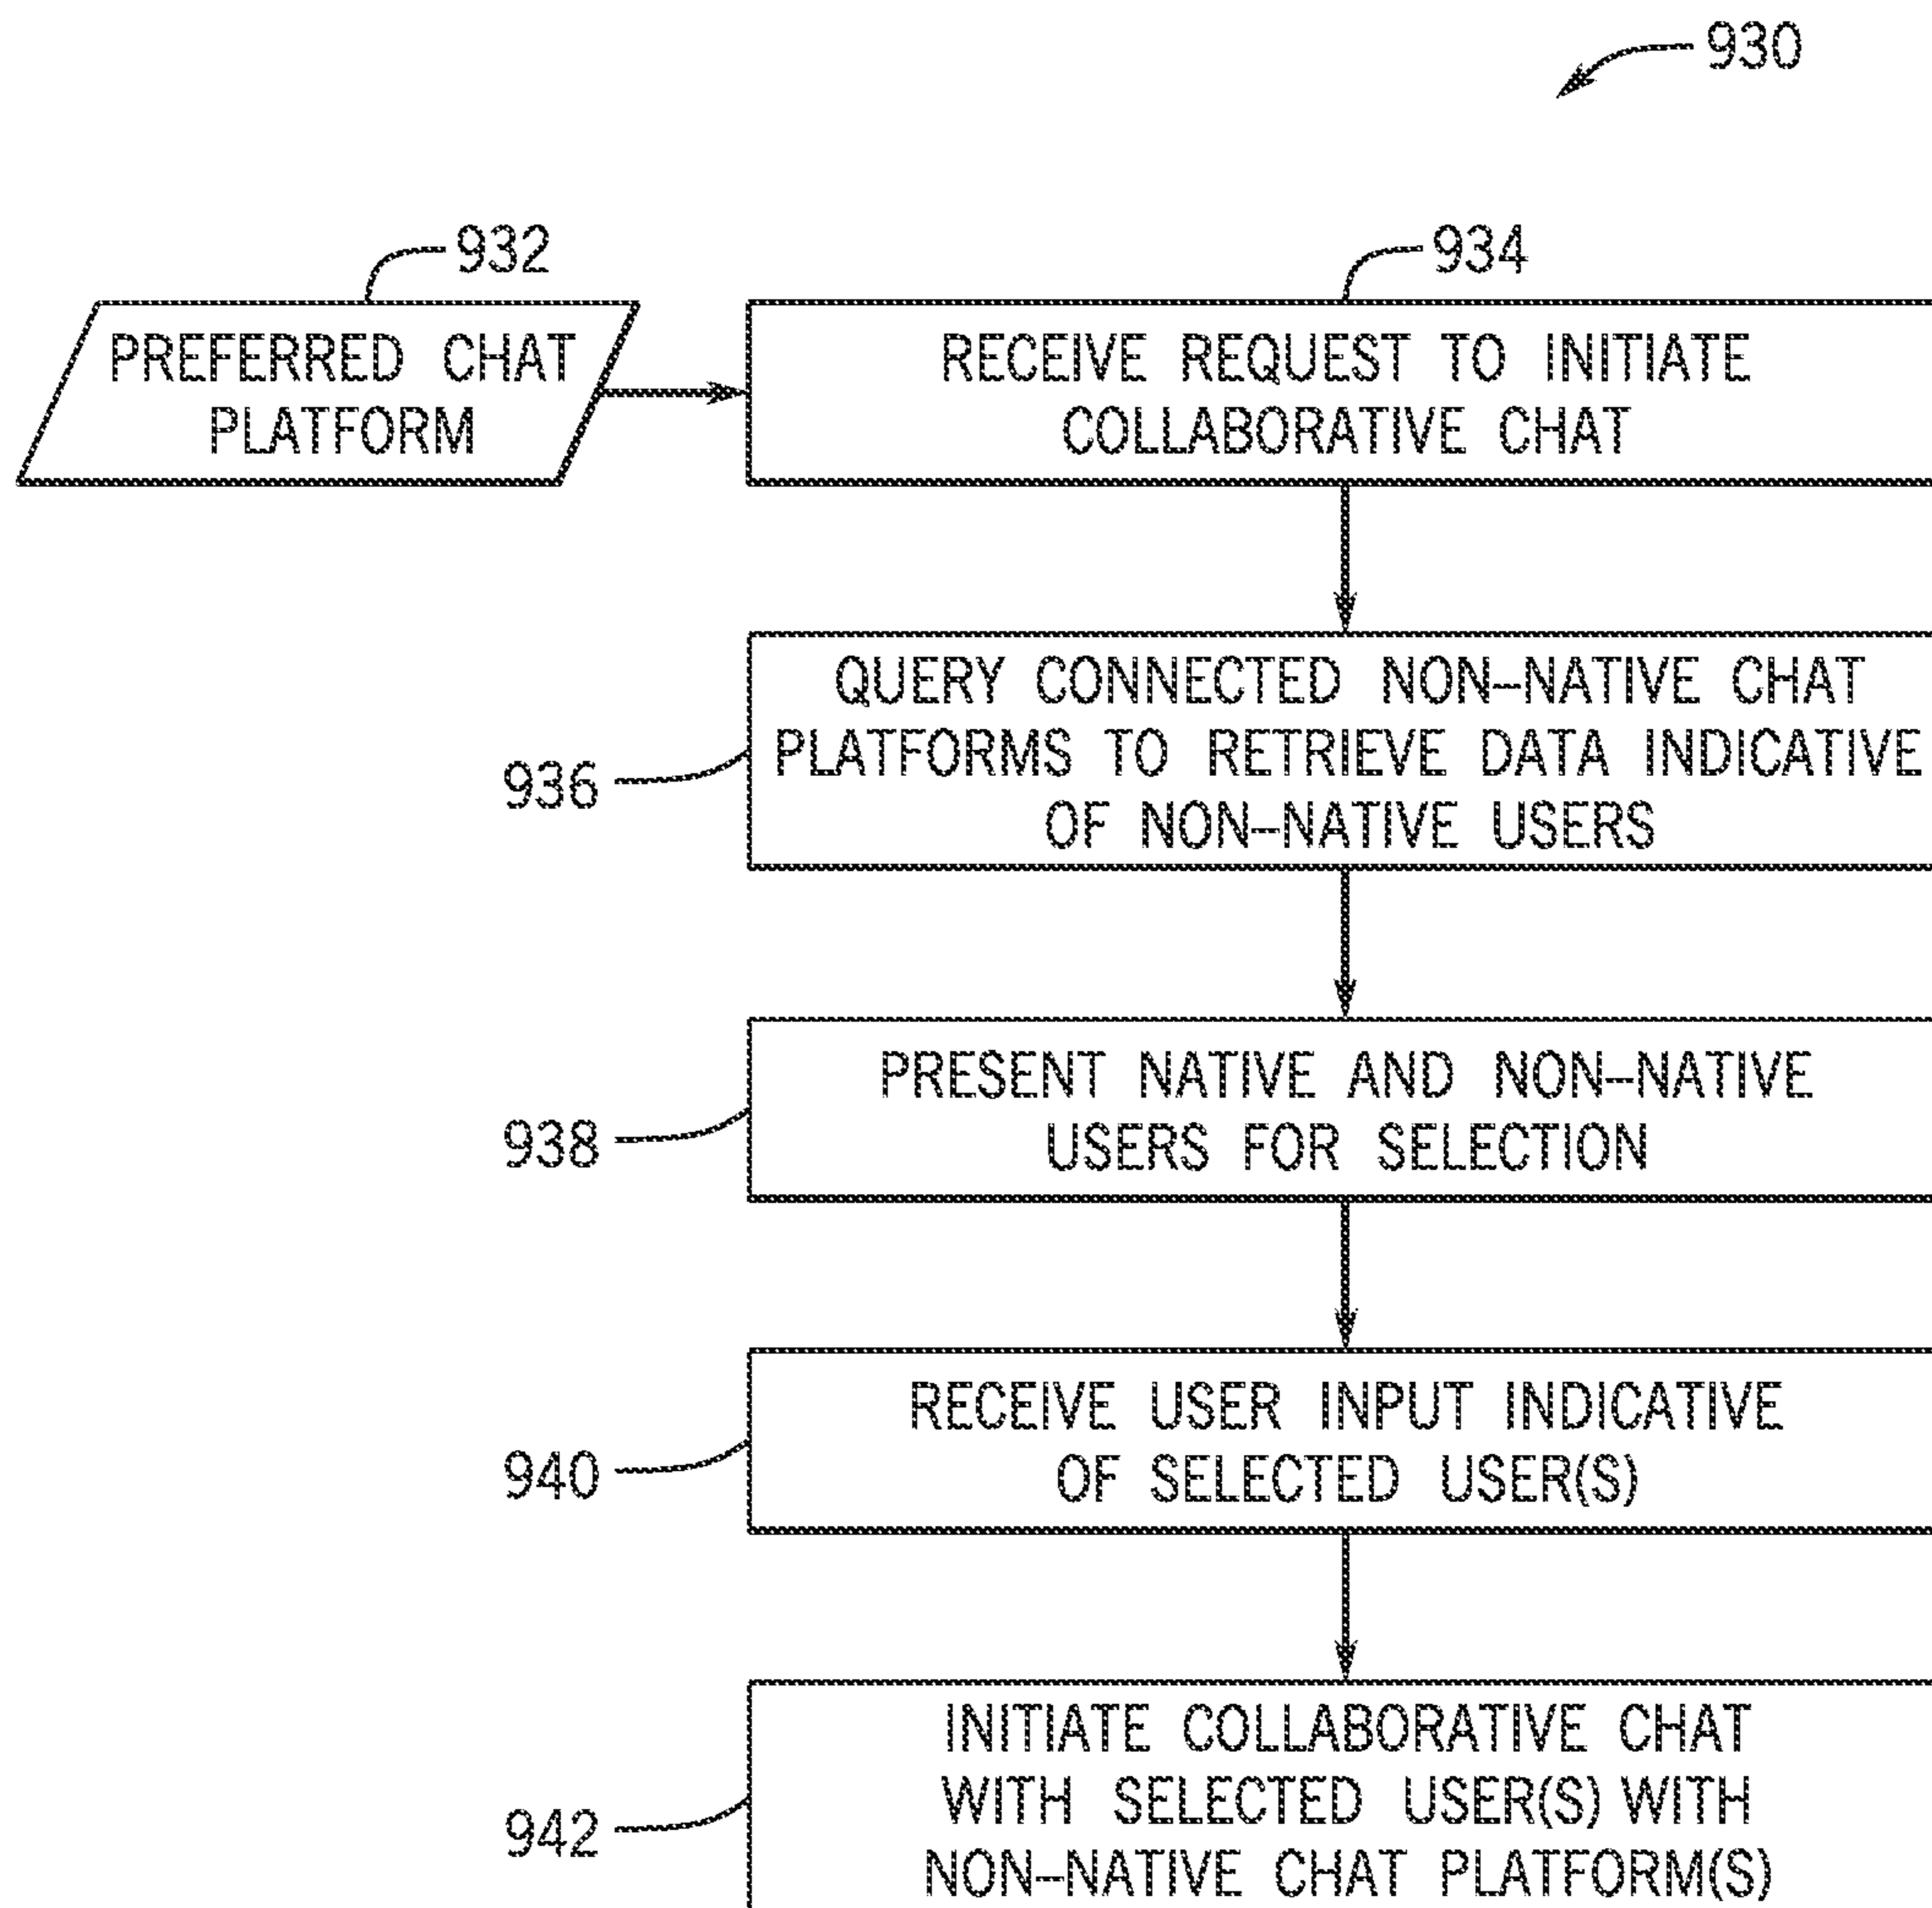 930
932
934
PREFERRED CHAT
PLATFORM
RECEIVE REQUEST TO INITIATE
COLLABORATIVE CHAT
936
QUERY CONNECTED NON-NATIVE CHAT
PLATFORMS TO RETRIEVE DATA INDICATIVE
OF NON-NATIVE USERS
938
PRESENT NATIVE AND NON-NATIVE
USERS FOR SELECTION
940
RECEIVE USER INPUT INDICATIVE
OF SELECTED USER(S)
942
INITIATE COLLABORATIVE CHAT
WITH SELECTED USER(S) WITH
NON-NATIVE CHAT PLATFORM(S)